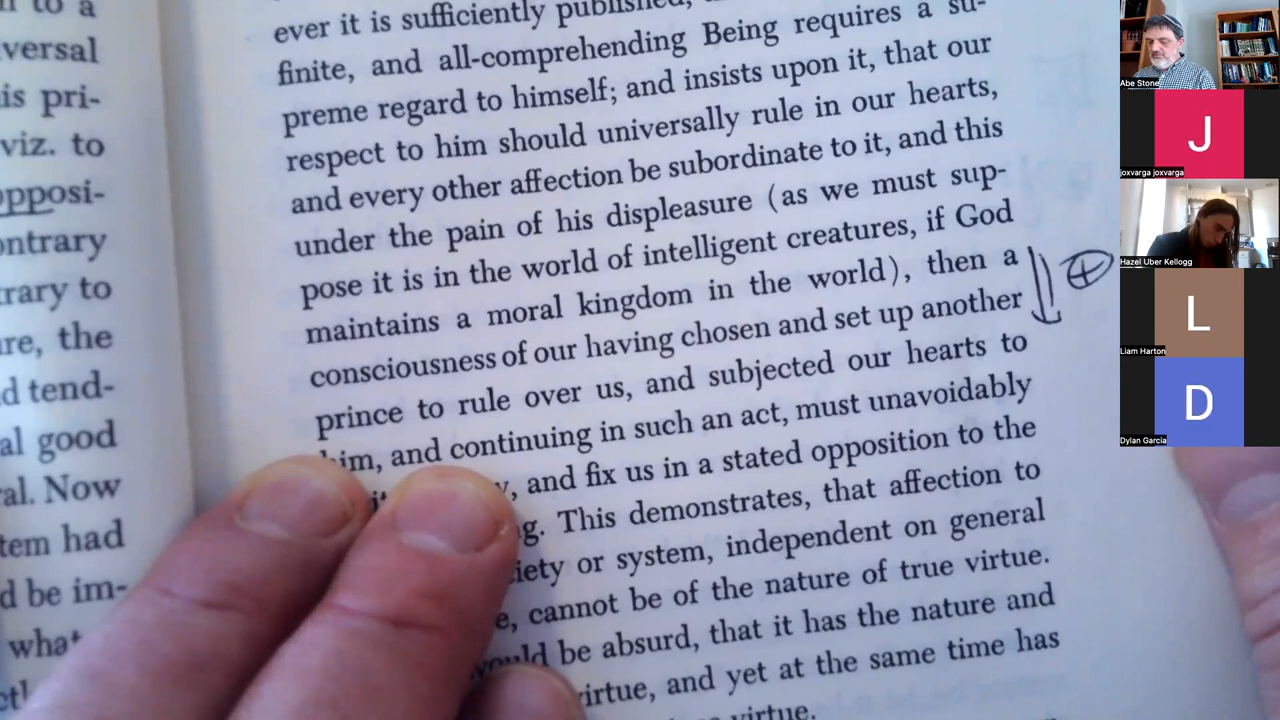 n to a
versal
is pri-
viz. to
opposi-
ontrary
rary to
re, the
d tend-
al good
al. Now
tem had
d be im-
what
ever it is sufficiently published,
finite, and all-comprehending Being requires a su-
preme regard to himself; and insists upon it, that our
respect to him should universally rule in our hearts,
and every other affection be subordinate to it, and this
under the pain of his displeasure (as we must sup-
pose it is in the world of intelligent creatures, if God
maintains a moral kingdom in the world), then a
consciousness of our having chosen and set up another
prince to rule over us, and subjected our hearts to
him, and continuing in such an act, must unavoidably
y, and fix us in a stated opposition to the
g. This demonstrates, that affection to
iety or system, independent on general
e, cannot be of the nature of true virtue.
would be absurd, that it has the nature and
virtue, and yet at the same time has
virtue.
Abe Stone
J
joxvarga joxvarga
Hazel Uber Kellogg
L
Liam Harton
D
Dylan Garcia